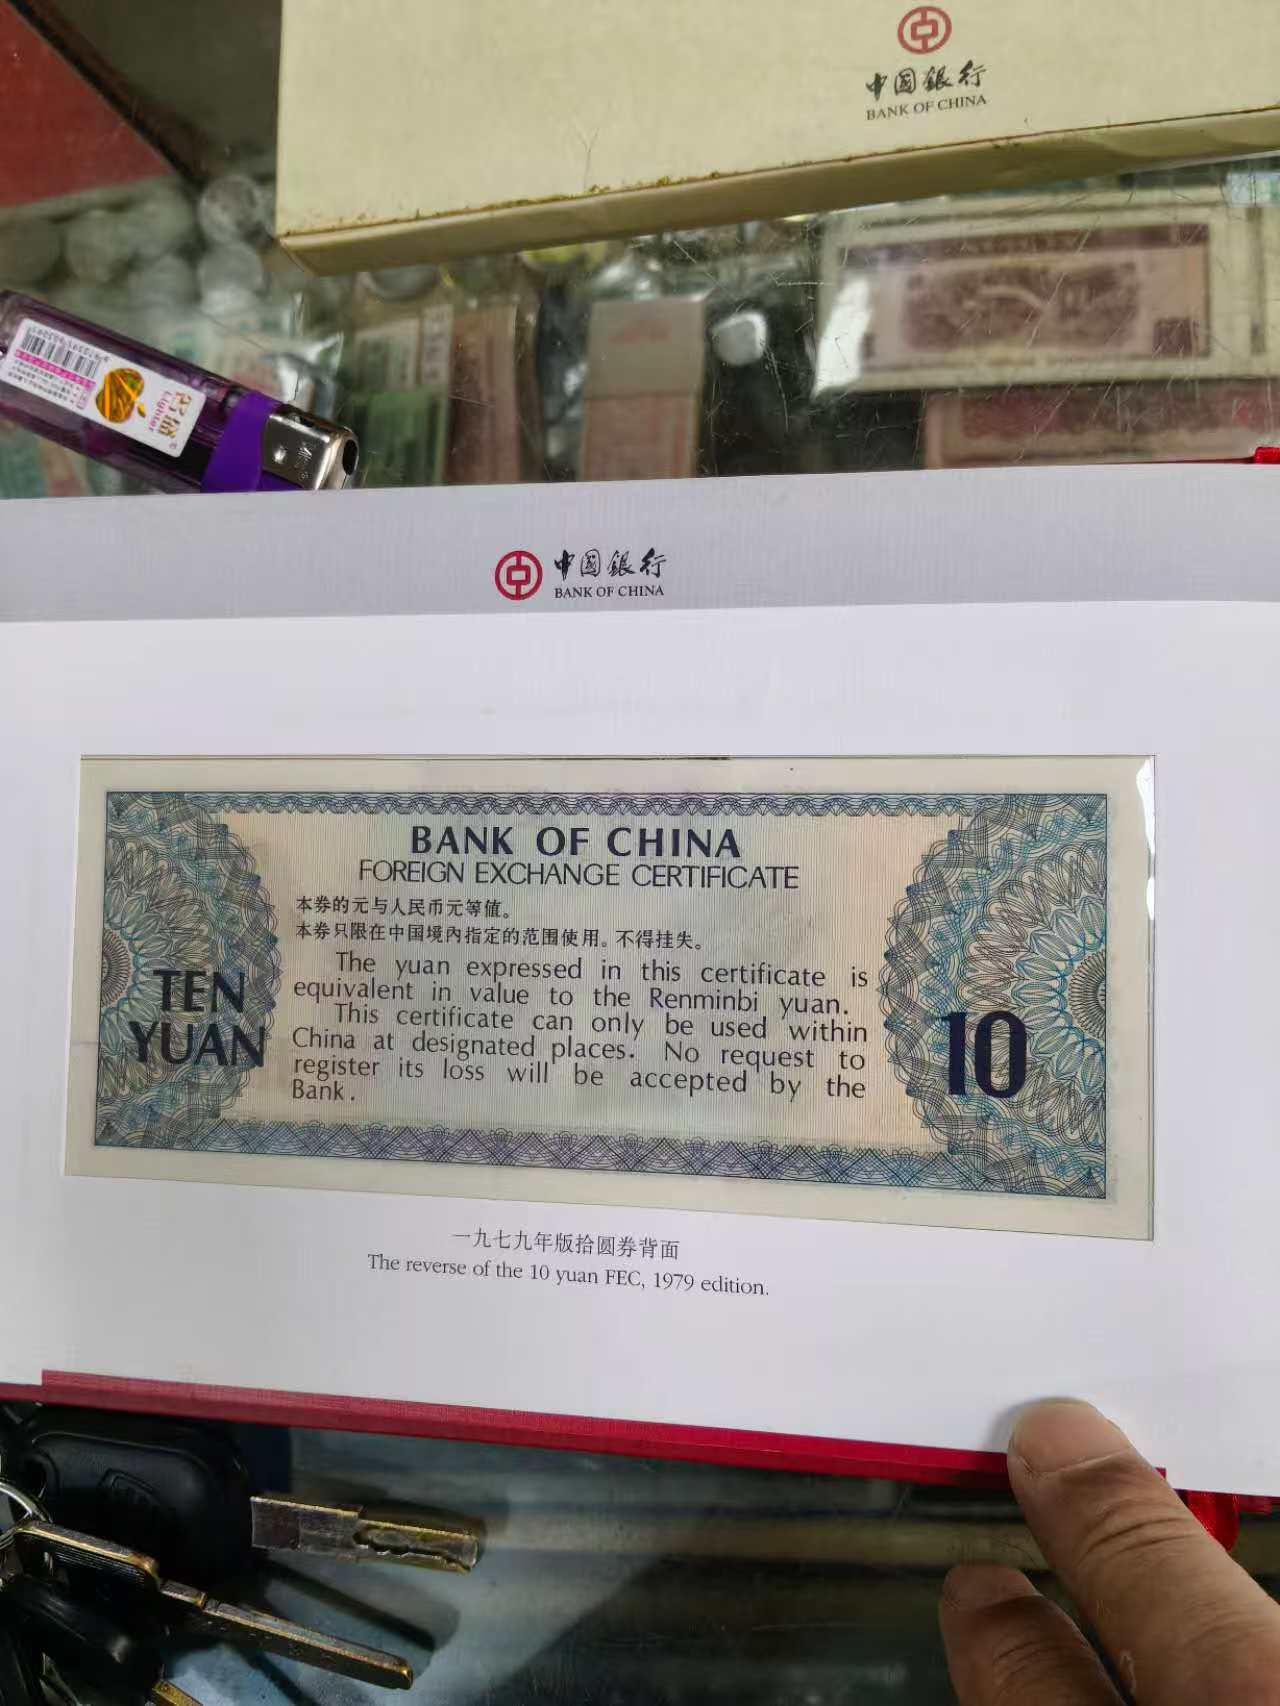 中國銀行
BANK OF CHINA
Lighter
中國銀行
BANK OF CHINA
BANK OF CHINA
FOREIGN EXCHANGE CERTIFICATE
本券的元与人民币元等值。
本券只限在中国境内指定的范围使用。不得挂失。
The yuan expressed in this certificate is
equivalent in value to the Renminbi yuan.
This certificate can only be used within
China at designated places. No request to
register its loss will be accepted by the
Bank.
TEN
YUAN
10
一九七九年版拾圆券背面
The reverse of the 10 yuan FEC, 1979 edition.